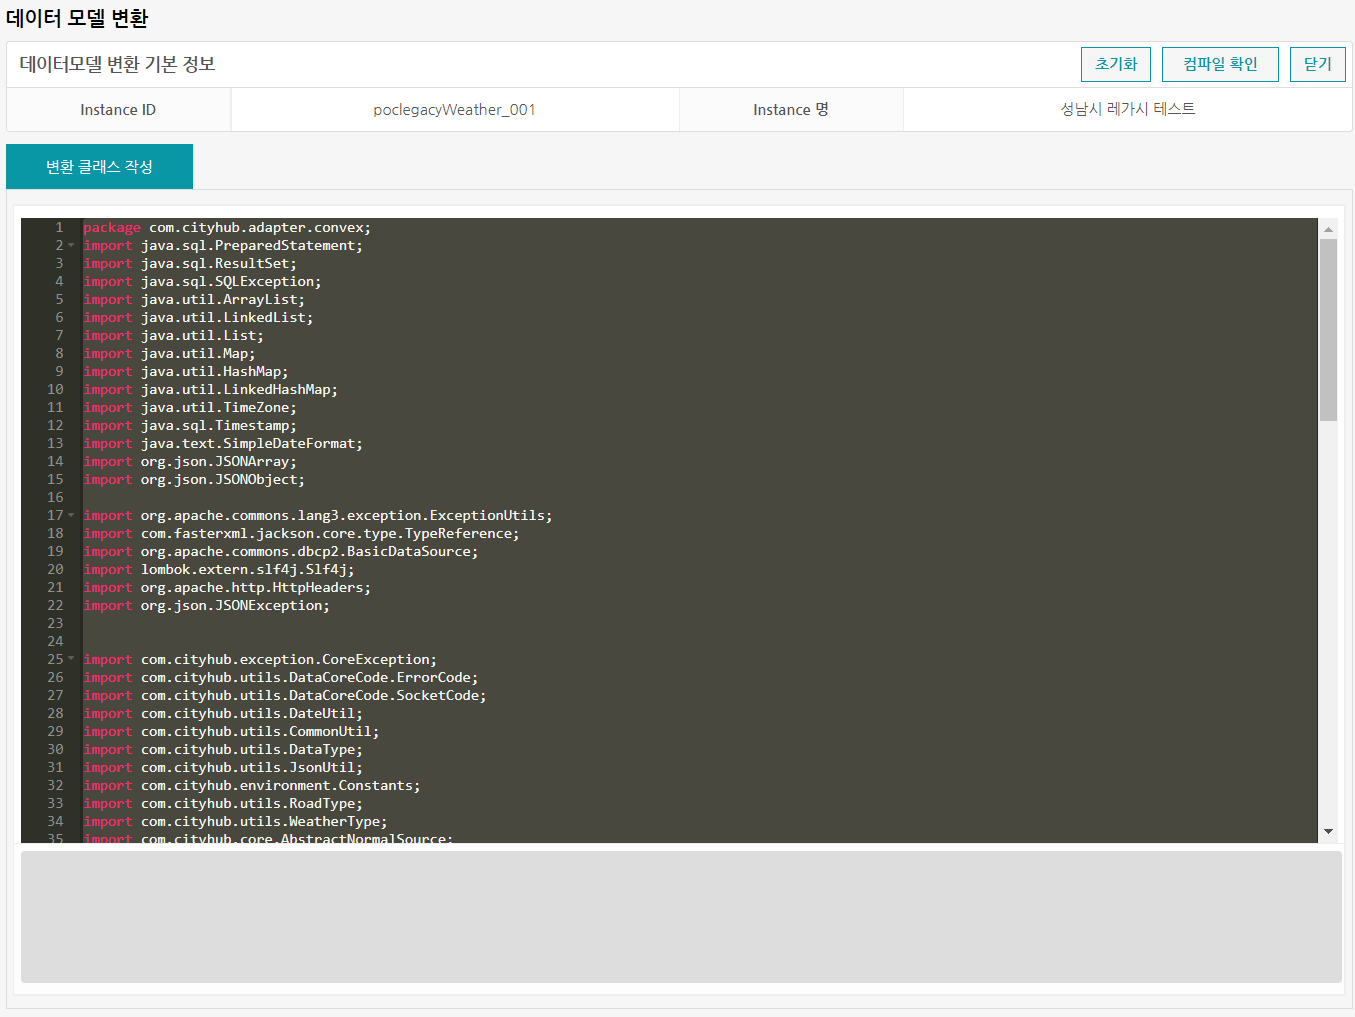 데이터 모델 변환
데이터모델 변환 기본 정보
초기화
컴파일 확인
닫기
Instance ID
poclegacyWeather_001
Instance 명
성남시 레가시 테스트
변환 클래스 작성
1 package com.cityhub.adapter.convex;
2 import java.sql.PreparedStatement;
3 import java.sql.ResultSet;
4 import java.sql.SQLException;
5 import java.util.ArrayList;
6 import java.util.LinkedList;
7 import java.util.List;
8 import java.util.Map;
9 import java.util.HashMap;
10 import java.util.LinkedHashMap;
11 import java.util.TimeZone;
12 import java.sql.Timestamp;
13 import java.text.SimpleDateFormat;
14 import org.json.JSONArray;
15 import org.json.JSONObject;
16
17 import org.apache.commons.lang3.exception.ExceptionUtils;
18 import com.fasterxml.jackson.core.type.TypeReference;
19 import org.apache.commons.dbcp2.BasicDataSource;
20 import lombok.extern.slf4j.Slf4j;
21 import org.apache.http.HttpHeaders;
22 import org.json.JSONException;
23
24
25 import com.cityhub.exception.CoreException;
26 import com.cityhub.utils.DataCoreCode.ErrorCode;
27 import com.cityhub.utils.DataCoreCode.SocketCode;
28 import com.cityhub.utils.DateUtil;
29 import com.cityhub.utils.CommonUtil;
30 import com.cityhub.utils.DataType;
31 import com.cityhub.utils.JsonUtil;
32 import com.cityhub.environment.Constants;
33 import com.cityhub.utils.RoadType;
34 import com.cityhub.utils.WeatherType;
35 import com.cityhub.core.AbstractNormalSource;